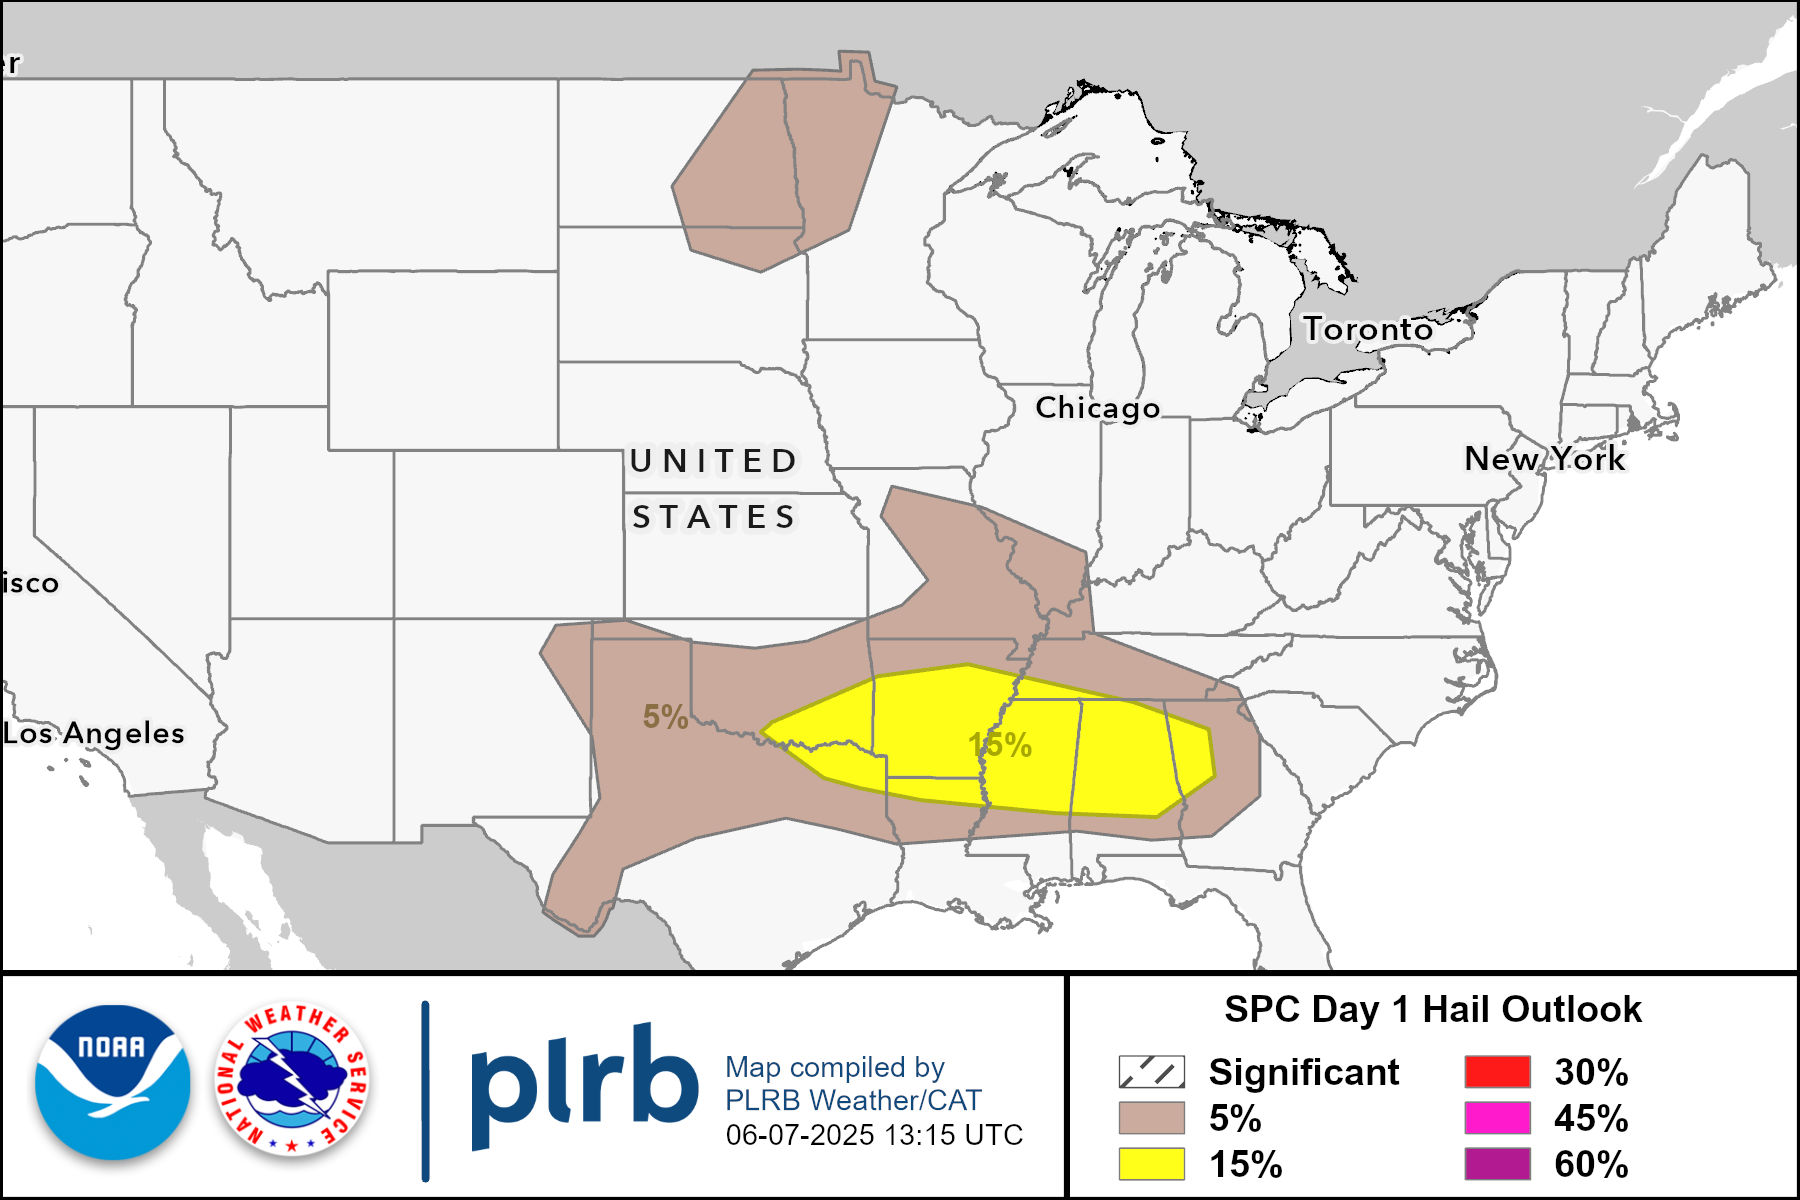 er
Toronto
Chicago
UNITED
STATES
New York
isco
Los Angeles
5%
15%
NOAA
NATIONAL WEATHER SERVICE
plrb
Map compiled by
PLRB Weather/CAT
06-07-2025 13:15 UTC
SPC Day 1 Hail Outlook
Significant
5%
15%
30%
45%
60%